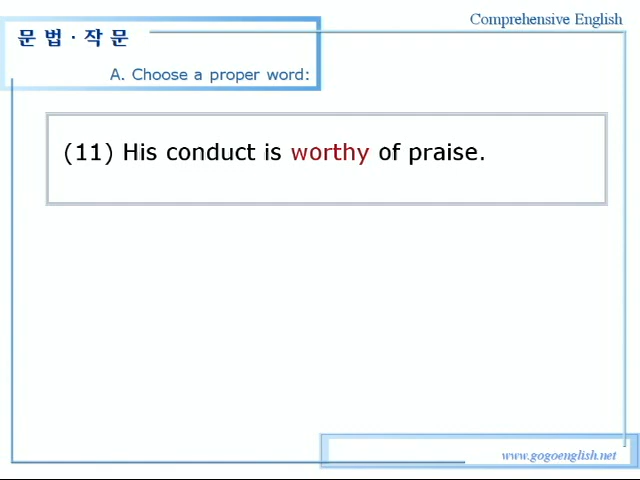 Comprehensive English
문 법 · 작 문
A. Choose a proper word:
(11) His conduct is worthy of praise.
www.gogoenglish.net